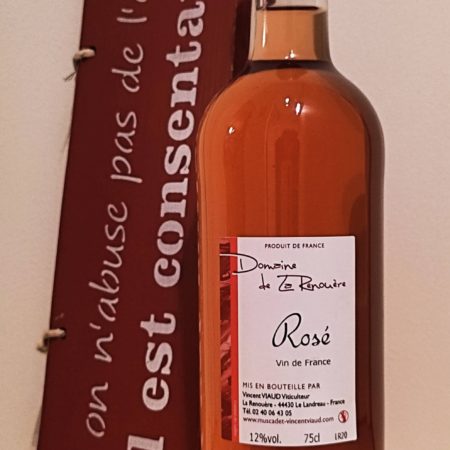 on n'abuse pas de l'
est consenta
PRODUIT DE FRANCE
Domaine
de La Renouère
Rosé
Vin de France
MIS EN BOUTEILLE PAR
Vincent VIAUD Viticulteur
La Renouère - 44430 Le Landreau - France
Tél. 02 40 06 43 05
www.muscadet-vincentviaud.com
12%vol. 75cl LR20